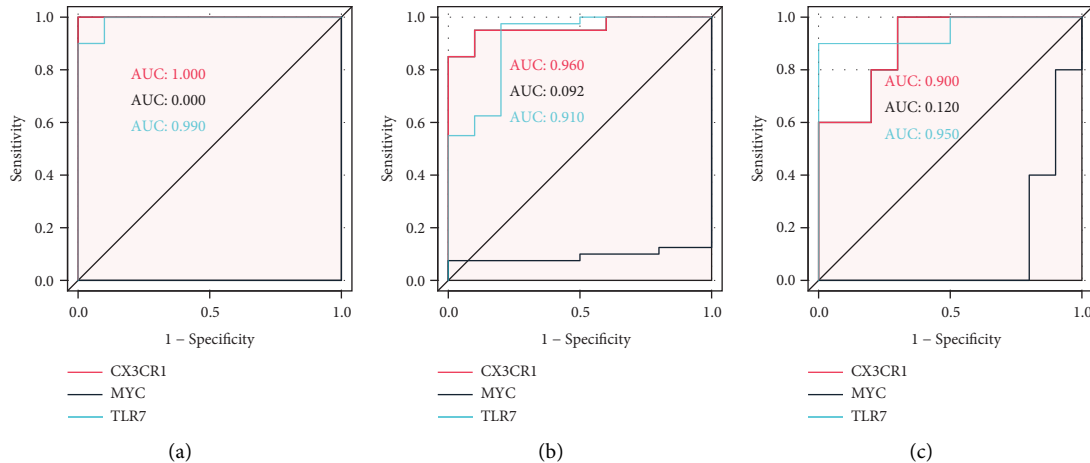 1.0
0.8
0.6
0.4
0.2
0.0
Sensitivity
AUC: 1.000
AUC: 0.000
AUC: 0.990
0.0 0.5 1.0
1 − Specificity
CX3CR1
MYC
TLR7
(a)
1.0
0.8
0.6
0.4
0.2
0.0
Sensitivity
AUC: 0.960
AUC: 0.092
AUC: 0.910
0.0 0.5 1.0
1 − Specificity
CX3CR1
MYC
TLR7
(b)
1.0
0.8
0.6
0.4
0.2
0.0
Sensitivity
AUC: 0.900
AUC: 0.120
AUC: 0.950
0.0 0.5 1.0
1 − Specificity
CX3CR1
MYC
TLR7
(c)